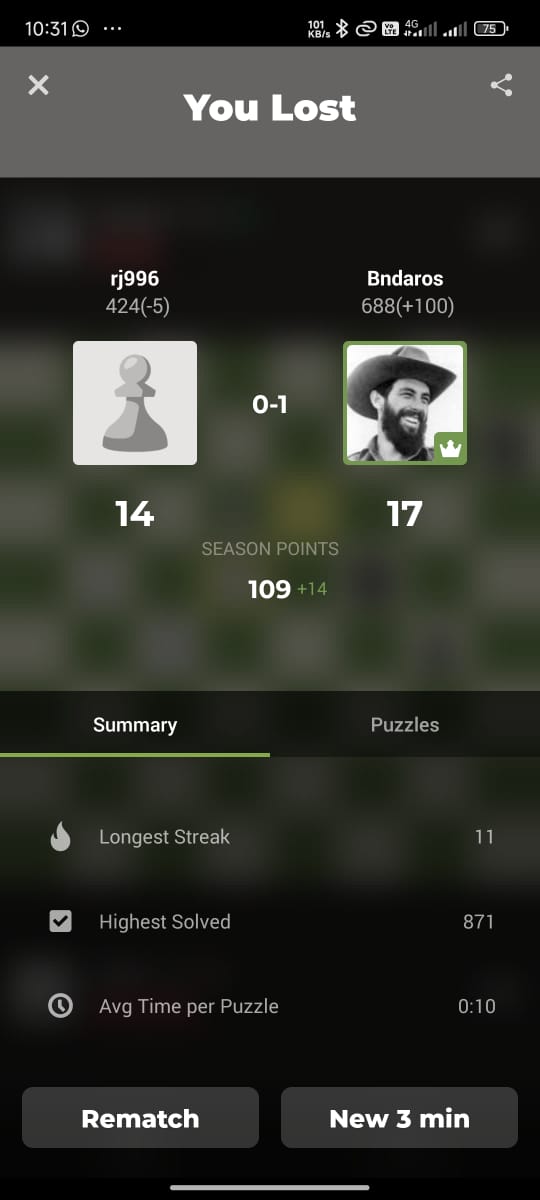 10:31
101
KB/s
Vo
LTE
4G
75
You Lost
rj996
Bndaros
424(-5)
688(+100)
0-1
14
17
SEASON POINTS
109 +14
Summary
Puzzles
Longest Streak
11
Highest Solved
871
Avg Time per Puzzle
0:10
Rematch
New 3 min